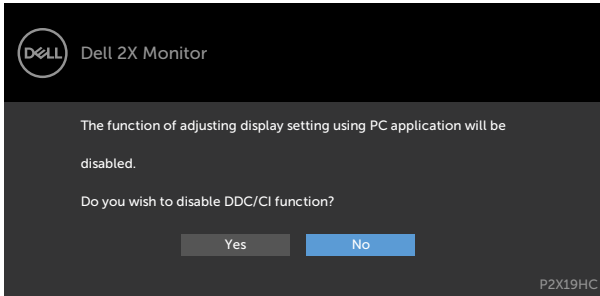 DELL
Dell 2X Monitor
The function of adjusting display setting using PC application will be
disabled.
Do you wish to disable DDC/CI function?
Yes No
P2X19HC